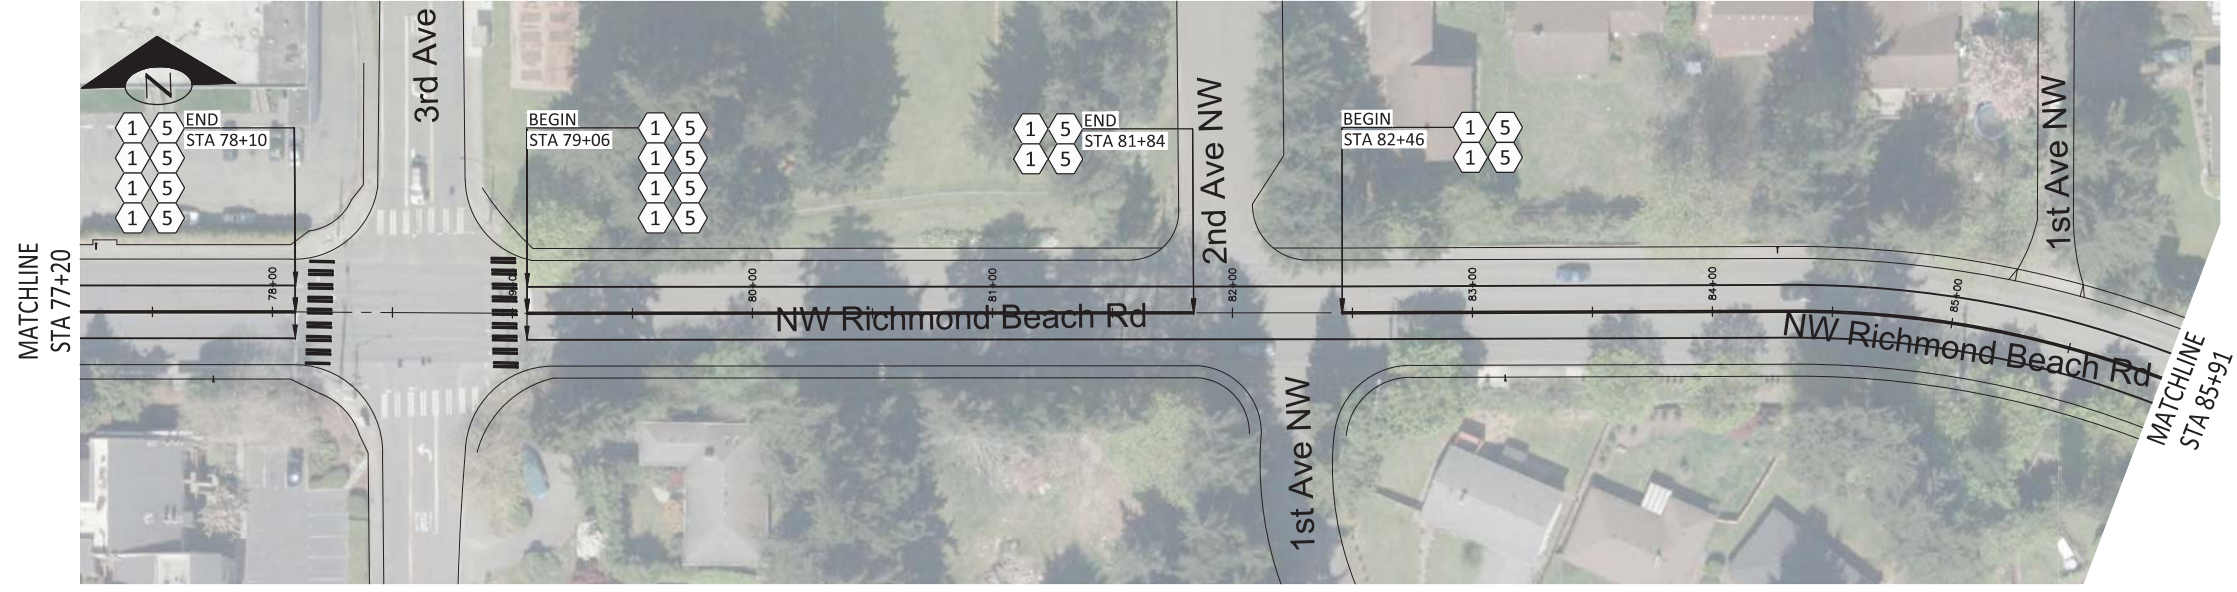 3rd Ave
N
1 5 END
STA 78+10
1 5
1 5
1 5
BEGIN
STA 79+06
1 5
1 5
1 5
1 5
1 5 END
STA 81+84
1 5
2nd Ave NW
BEGIN
STA 82+46
1 5
1 5
1st Ave NW
MATCHLINE
STA 77+20
78+00
80+00
81+00
82+00
83+00
84+00
85+00
NW Richmond Beach Rd
NW Richmond Beach Rd
MATCHLINE
STA 85+91
1st Ave NW